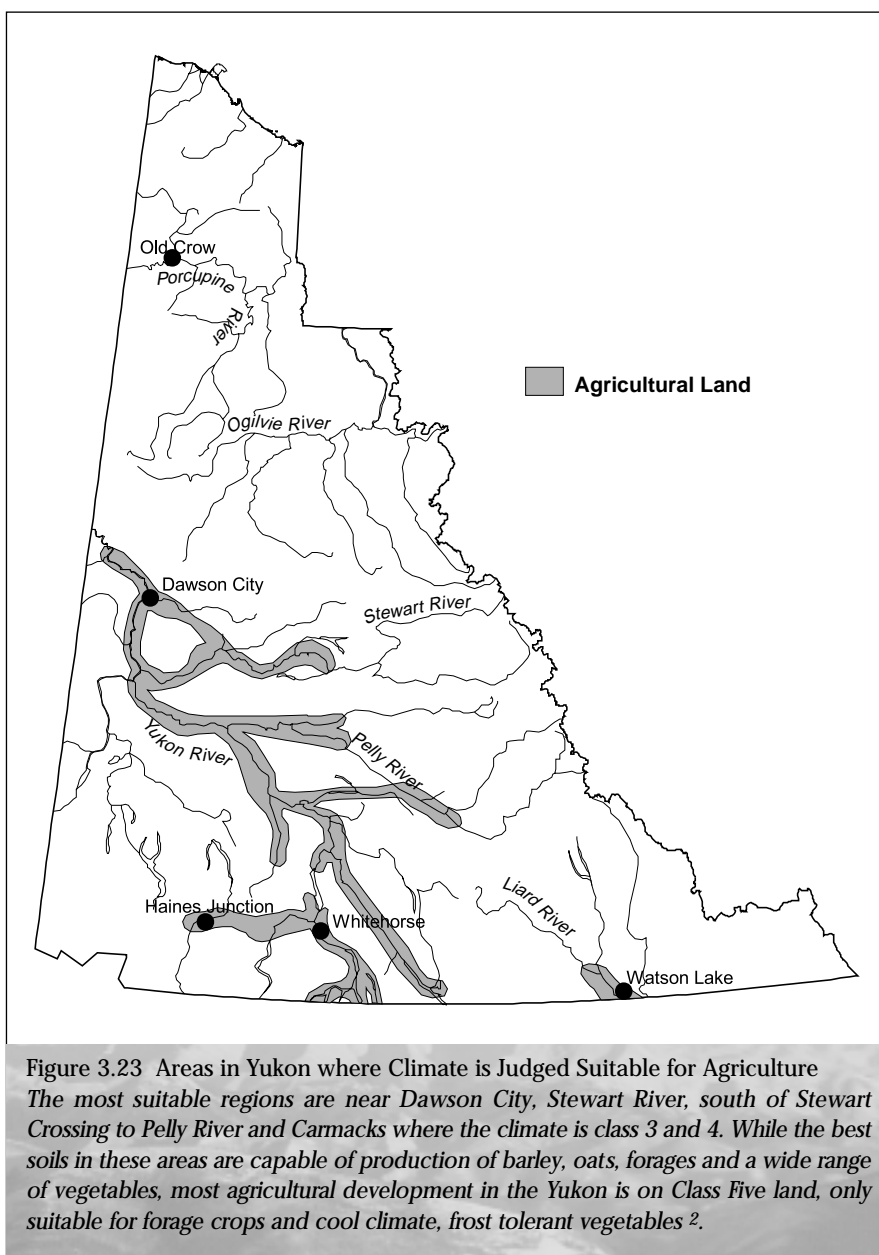 Old Crow
Porcupine
River
Ogilvie River
Agricultural Land
Dawson City
Stewart River
Yukon River
Pelly River
Liard River
Haines Junction
Whitehorse
Watson Lake
Figure 3.23 Areas in Yukon where Climate is Judged Suitable for Agriculture
The most suitable regions are near Dawson City, Stewart River, south of Stewart
Crossing to Pelly River and Carmacks where the climate is class 3 and 4. While the best
soils in these areas are capable of production of barley, oats, forages and a wide range
of vegetables, most agricultural development in the Yukon is on Class Five land, only
suitable for forage crops and cool climate, frost tolerant vegetables ².